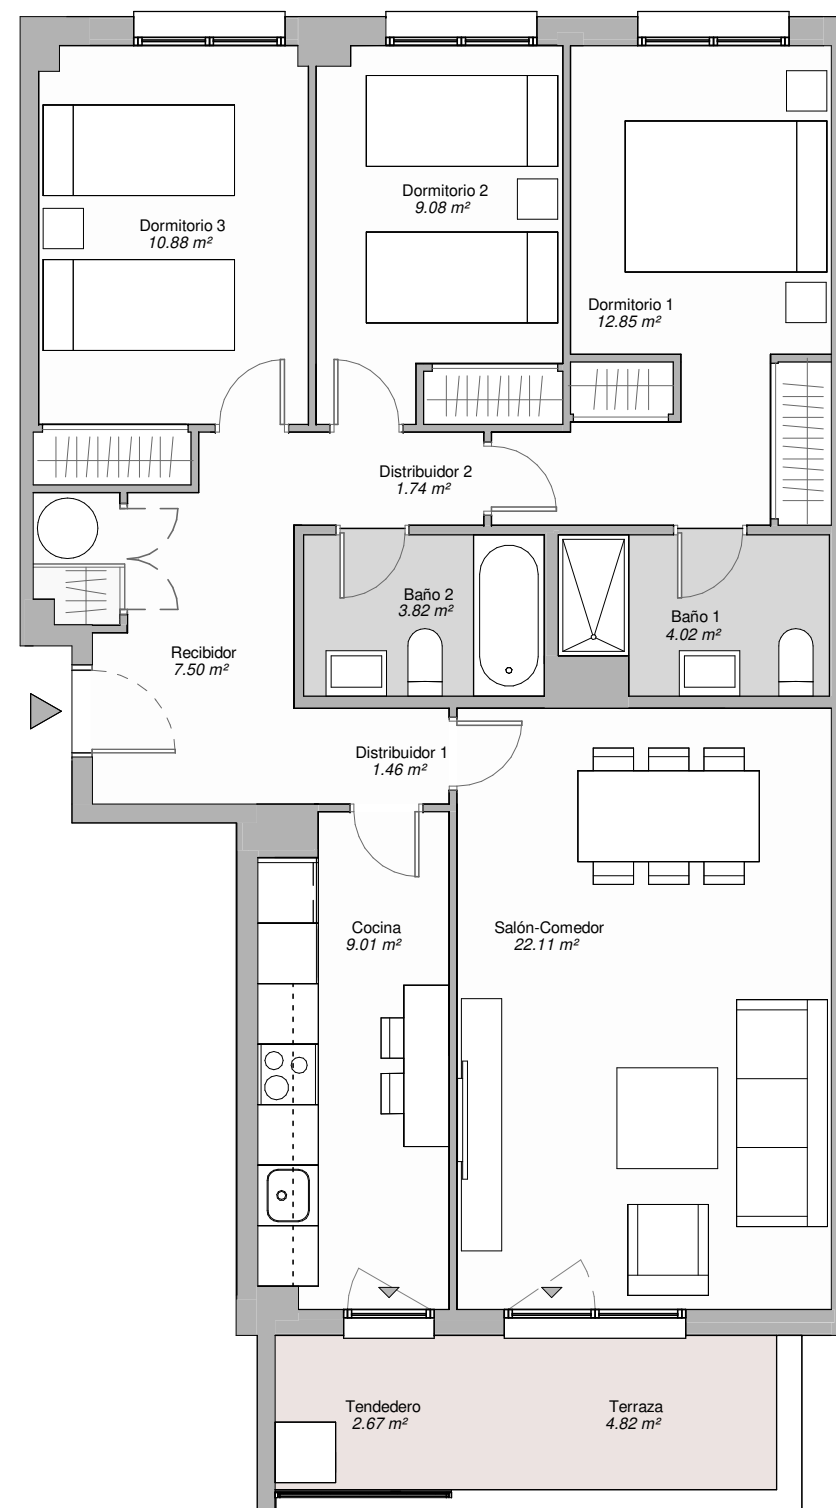 Dormitorio 2
9.08 m²
Dormitorio 3
10.88 m²
Dormitorio 1
12.85 m²
Distribuidor 2
1.74 m²
Baño 2
3.82 m²
Baño 1
4.02 m²
Recibidor
7.50 m²
Distribuidor 1
1.46 m²
Cocina
9.01 m²
Salón-Comedor
22.11 m²
Tendedero
2.67 m²
Terraza
4.82 m²